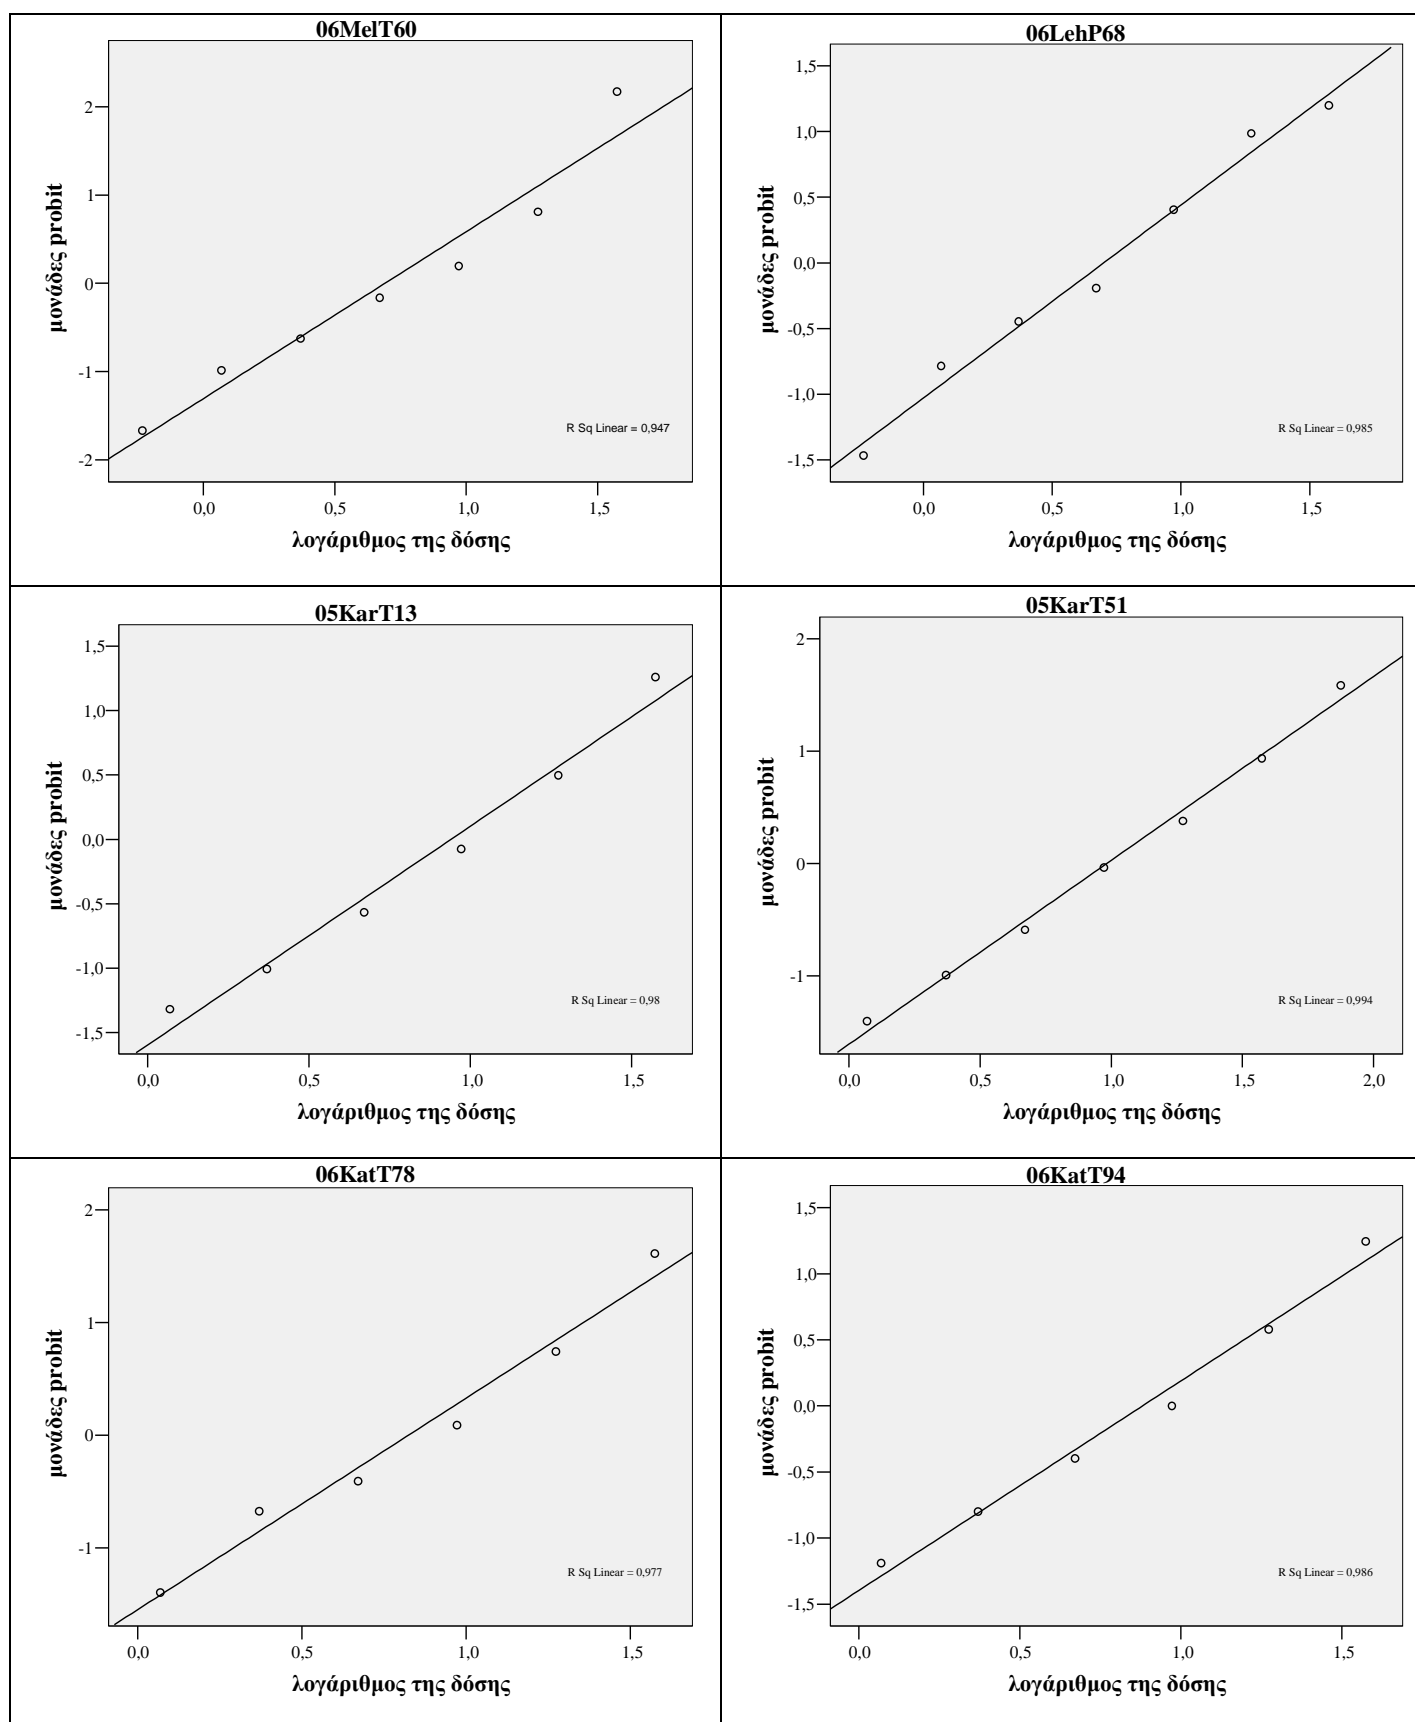 06MelT60
2
1
0
-1
-2
μονάδες probit
R Sq Linear = 0,947
0,0 0,5 1,0 1,5
λογάριθμος της δόσης
06LehP68
1,5
1,0
0,5
0,0
-0,5
-1,0
-1,5
μονάδες probit
R Sq Linear = 0,985
0,0 0,5 1,0 1,5
λογάριθμος της δόσης
05KarT13
1,5
1,0
0,5
0,0
-0,5
-1,0
-1,5
μονάδες probit
R Sq Linear = 0,98
0,0 0,5 1,0 1,5
λογάριθμος της δόσης
05KarT51
2
1
0
-1
μονάδες probit
R Sq Linear = 0,994
0,0 0,5 1,0 1,5 2,0
λογάριθμος της δόσης
06KatT78
2
1
0
-1
μονάδες probit
R Sq Linear = 0,977
0,0 0,5 1,0 1,5
λογάριθμος της δόσης
06KatT94
1,5
1,0
0,5
0,0
-0,5
-1,0
-1,5
μονάδες probit
R Sq Linear = 0,986
0,0 0,5 1,0 1,5
λογάριθμος της δόσης